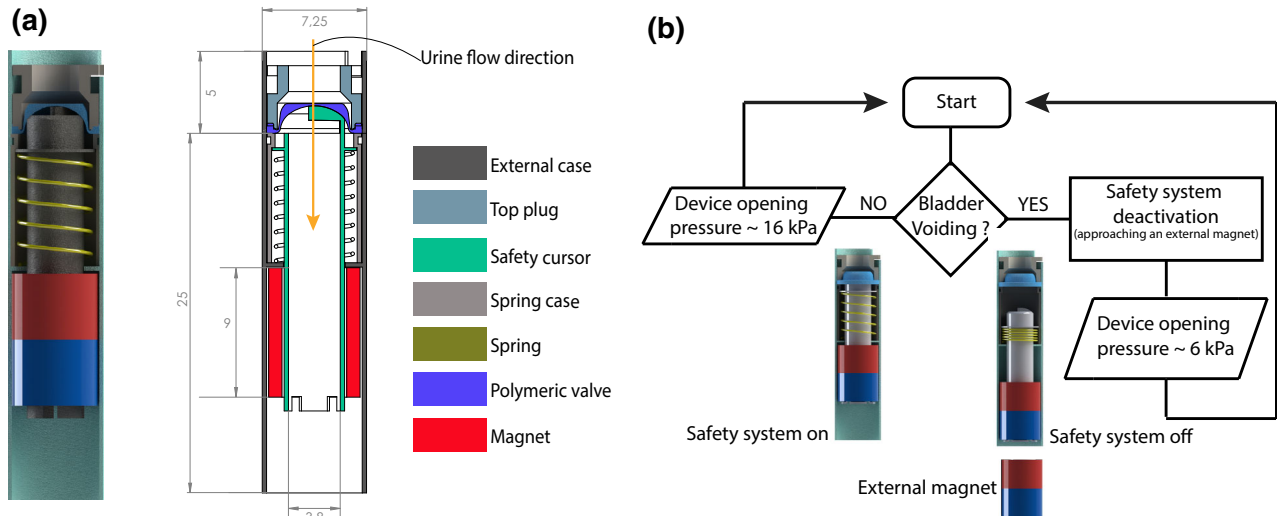 (a)
7,25
Urine flow direction
5
25
9
External case
Top plug
Safety cursor
Spring case
Spring
Polymeric valve
Magnet
(b)
Start
Bladder
Voiding ?
NO
YES
Device opening
pressure ~ 16 kPa
Safety system
deactivation
(approaching an external magnet)
Device opening
pressure ~ 6 kPa
Safety system on
Safety system off
External magnet